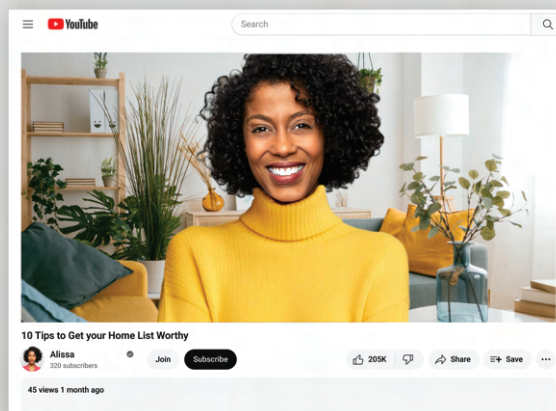 YouTube
Search
10 Tips to Get your Home List Worthy
Alissa
320 subscribers
Join
Subscribe
205K
Share
Save
45 views 1 month ago